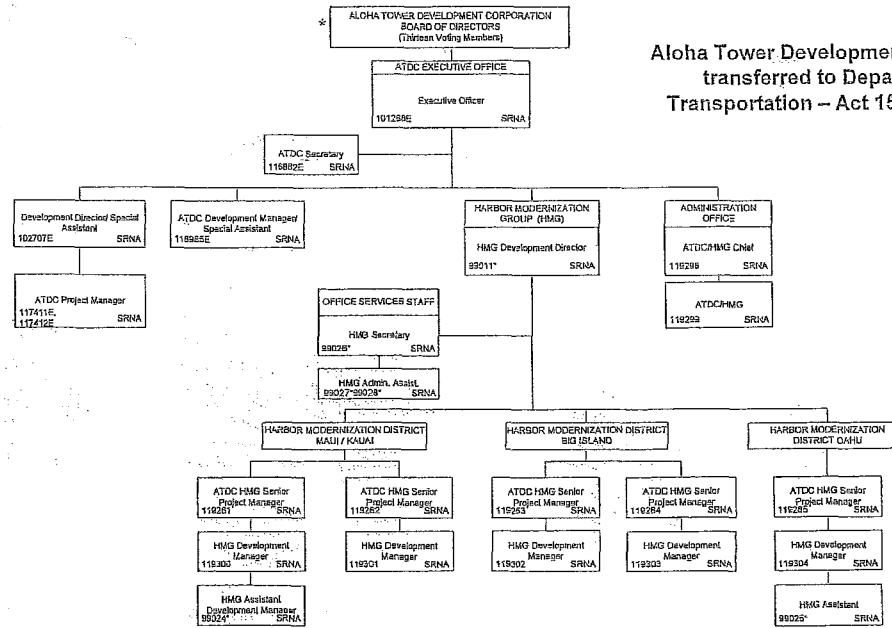 *
ALOHA TOWER DEVELOPMENT CORPORATION
BOARD OF DIRECTORS
(Thirteen Voting Members)
Aloha Tower Developmen
transferred to Depa
Transportation – Act 15
ATDC EXECUTIVE OFFICE
Executive Officer
SRNA
ATDC Secretary
116882E SRNA
Development Director/ Special
Assistant
102707E SRNA
ATDC Development Manager/
Special Assistant
SRNA
HARBOR MODERNIZATION
GROUP (HMG)
HMG Development Director
99011* SRNA
ADMINISTRATION
OFFICE
ATDC/HMG Chief
SRNA
ATDC Project Manager
117411E,
117412E SRNA
ATDC/HMG
SRNA
OFFICE SERVICES STAFF
HMG Secretary
99026* SRNA
HMG Admin. Assist.
99027*99028* SRNA
HARBOR MODERNIZATION DISTRICT
MAUI / KAUAI
HARBOR MODERNIZATION DISTRICT
BIG ISLAND
HARBOR MODERNIZATION
DISTRICT OAHU
ATDC HMG Senior
Project Manager
119261 SRNA
ATDC HMG Senior
Project Manager
119262 SRNA
ATDC HMG Senior
Project Manager
119263 SRNA
ATDC HMG Senior
Project Manager
119264 SRNA
ATDC HMG Senior
Project Manager
119265 SRNA
HMG Development
Manager
119300 SRNA
HMG Development
Manager
119301 SRNA
HMG Development
Manager
119302 SRNA
HMG Development
Manager
119303 SRNA
HMG Development
Manager
119304 SRNA
HMG Assistant
Development Manager
99024* SRNA
HMG Assistant
99025* SRNA